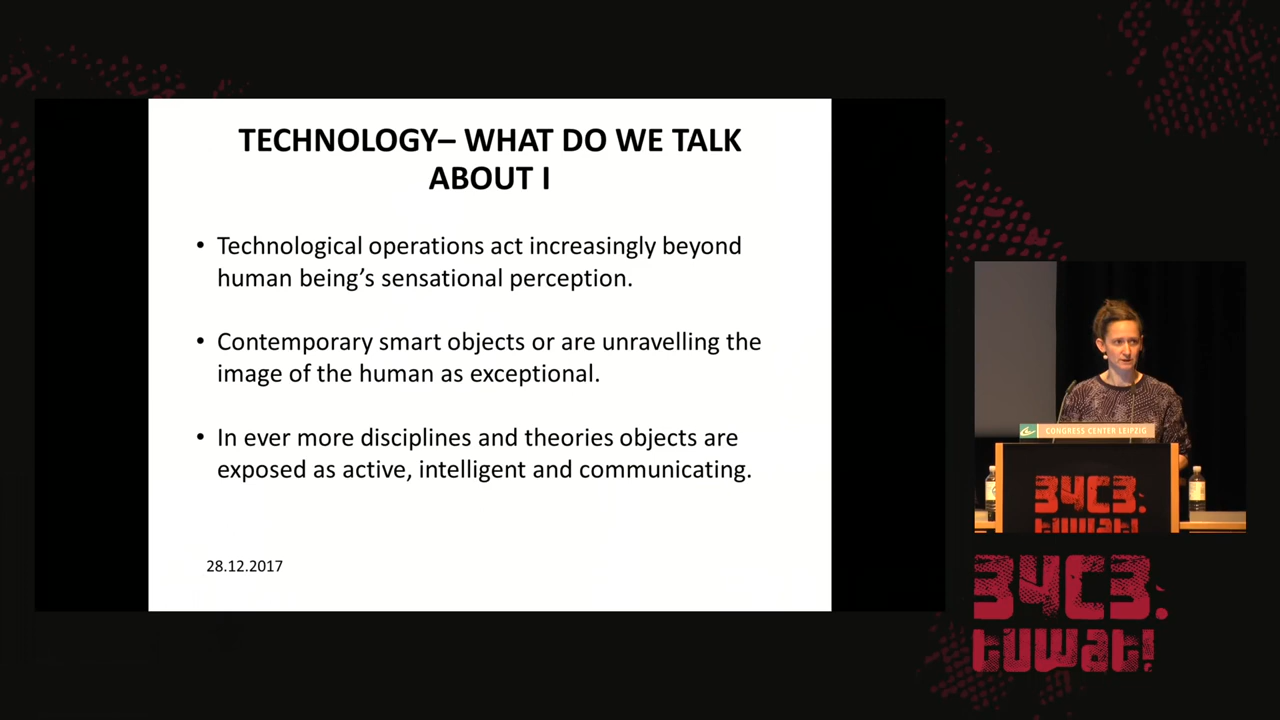 TECHNOLOGY– WHAT DO WE TALK
ABOUT I
• Technological operations act increasingly beyond
human being's sensational perception.
• Contemporary smart objects or are unravelling the
image of the human as exceptional.
• In ever more disciplines and theories objects are
exposed as active, intelligent and communicating.
28.12.2017
CONGRESS CENTER LEIPZIG
34C3.
tuwat!
34C3.
tuwat!